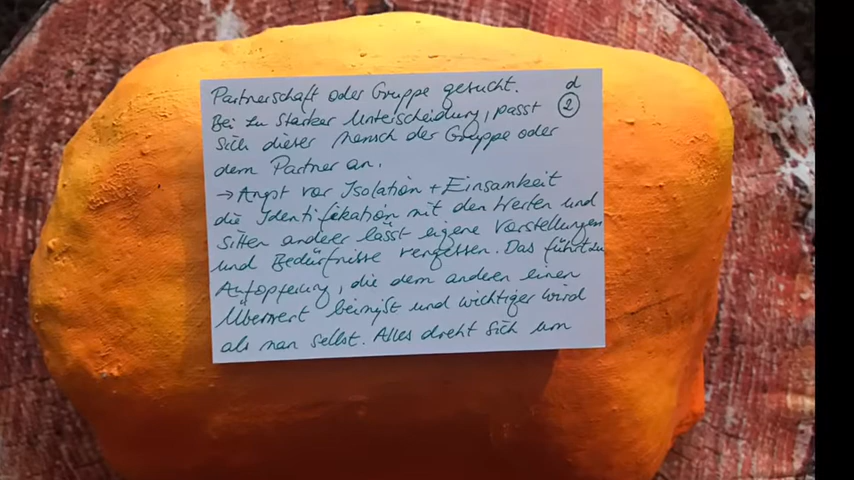 Partnerschaft oder Gruppe gesucht. d
Bei zu starker Unterscheidung, passt ②
sich dieser Mensch der Gruppe oder
dem Partner an.
→ Angst vor Isolation + Einsamkeit
die Identifikation mit den Werten und
Sitten anderer lässt eigene Vorstellungen
und Bedürfnisse vergessen. Das führt zu
Aufopferung, die dem anderen einen
Überwert beimißt und wichtiger wird
als man selbst. Alles dreht sich um